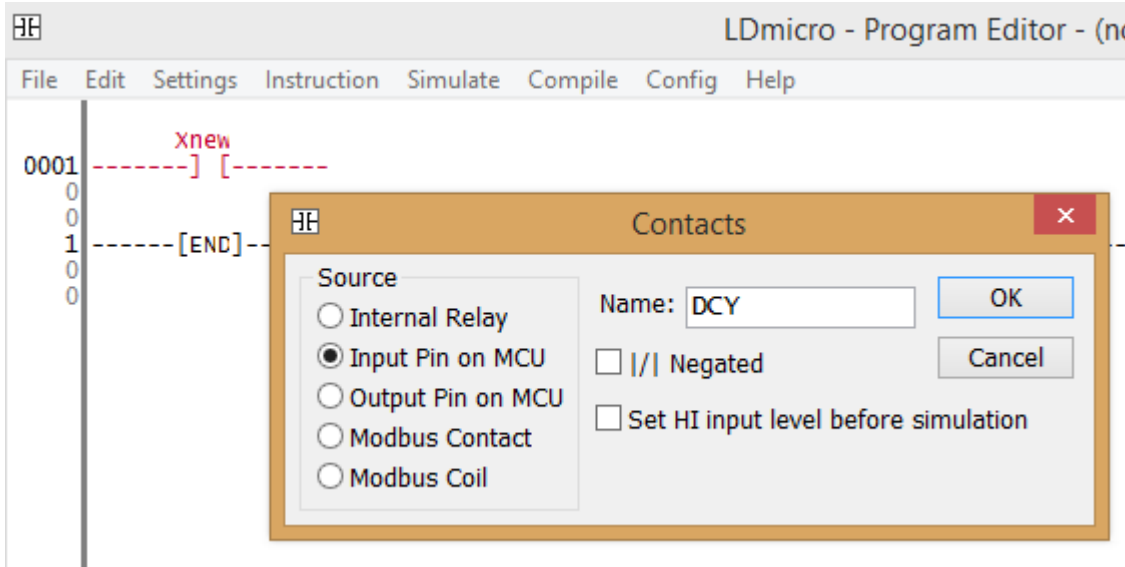 LDmicro - Program Editor - (n
File Edit Settings Instruction Simulate Compile Config Help
Xnew
0001 -------] [-------
0
0
1 ------[END]--
0
0
Contacts
Source
Internal Relay
Input Pin on MCU
Output Pin on MCU
Modbus Contact
Modbus Coil
Name: DCY
|/| Negated
Set HI input level before simulation
OK
Cancel